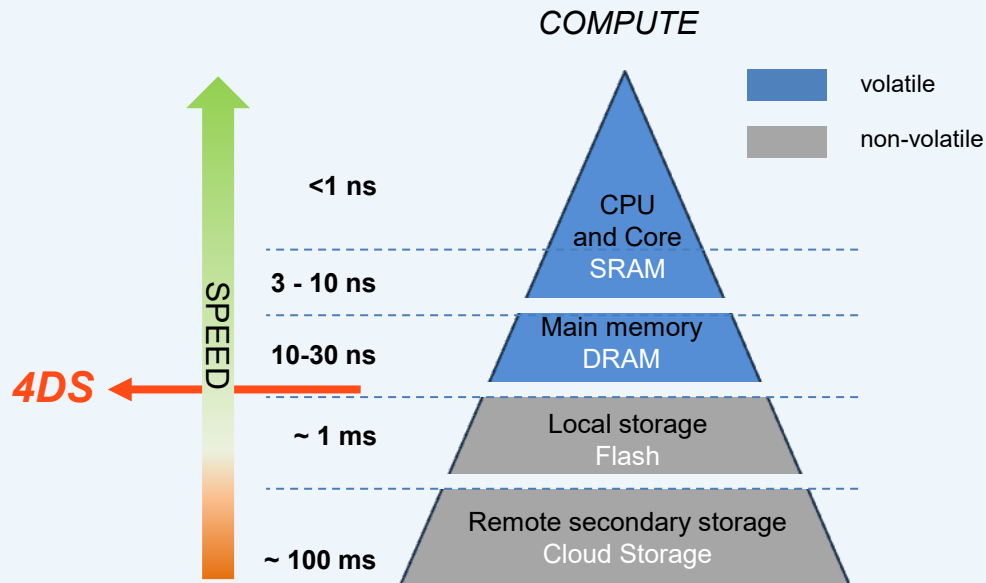 COMPUTE
volatile
non-volatile
<1 ns
CPU
and Core
SRAM
3 - 10 ns
SPEED
Main memory
DRAM
10-30 ns
4DS
Local storage
Flash
~ 1 ms
Remote secondary storage
Cloud Storage
~ 100 ms